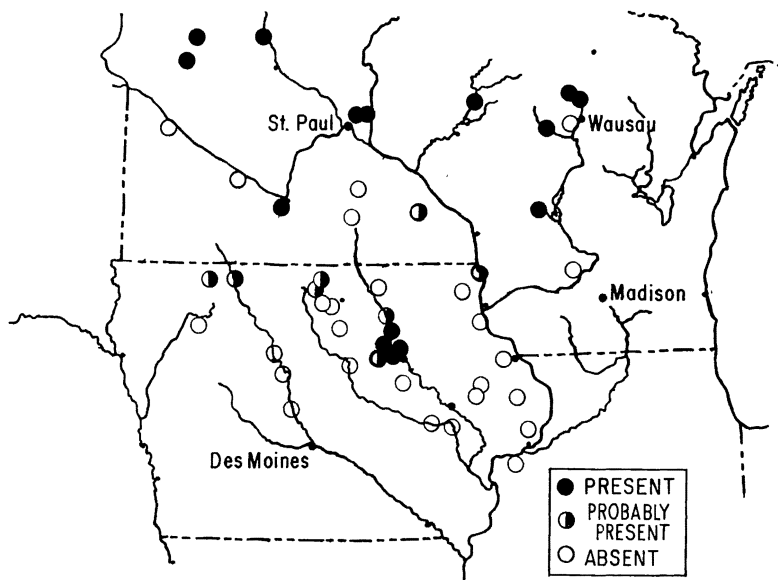 St. Paul
Wausau
Madison
Des Moines
PRESENT
PROBABLY
PRESENT
ABSENT